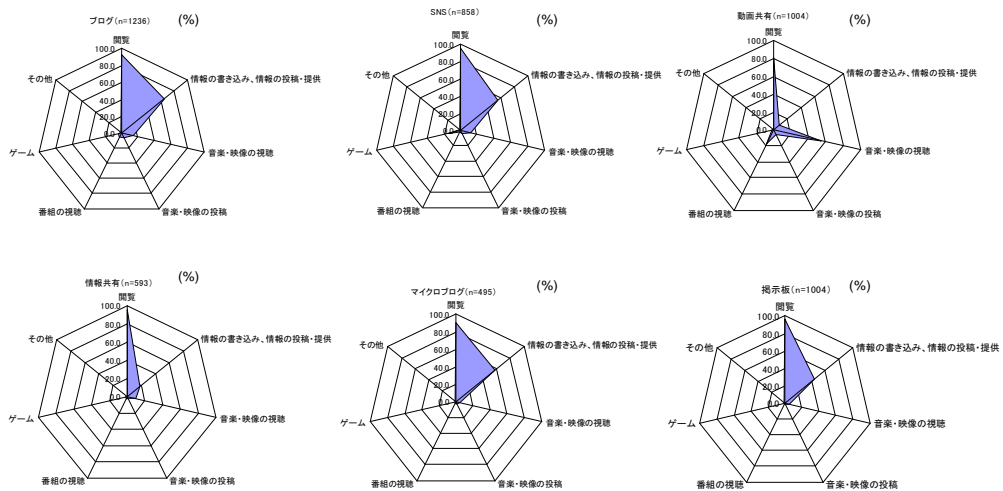 ブログ(n=1236)
(%)
閲覧
100.0
80.0
60.0
40.0
20.0
0.0
情報の書き込み、情報の投稿・提供
音楽・映像の視聴
音楽・映像の投稿
番組の視聴
ゲーム
その他
SNS(n=858)
(%)
閲覧
100.0
80.0
60.0
40.0
20.0
0.0
情報の書き込み、情報の投稿・提供
音楽・映像の視聴
音楽・映像の投稿
番組の視聴
ゲーム
その他
動画共有(n=1004)
(%)
閲覧
100.0
80.0
60.0
40.0
20.0
0.0
情報の書き込み、情報の投稿・提供
音楽・映像の視聴
音楽・映像の投稿
番組の視聴
ゲーム
その他
情報共有(n=593)
(%)
閲覧
100.0
80.0
60.0
40.0
20.0
0.0
情報の書き込み、情報の投稿・提供
音楽・映像の視聴
音楽・映像の投稿
番組の視聴
ゲーム
その他
マイクロブログ(n=495)
(%)
閲覧
100.0
80.0
60.0
40.0
20.0
0.0
情報の書き込み、情報の投稿・提供
音楽・映像の視聴
音楽・映像の投稿
番組の視聴
ゲーム
その他
掲示板(n=1004)
(%)
閲覧
100.0
80.0
60.0
40.0
20.0
0.0
情報の書き込み、情報の投稿・提供
音楽・映像の視聴
音楽・映像の投稿
番組の視聴
ゲーム
その他